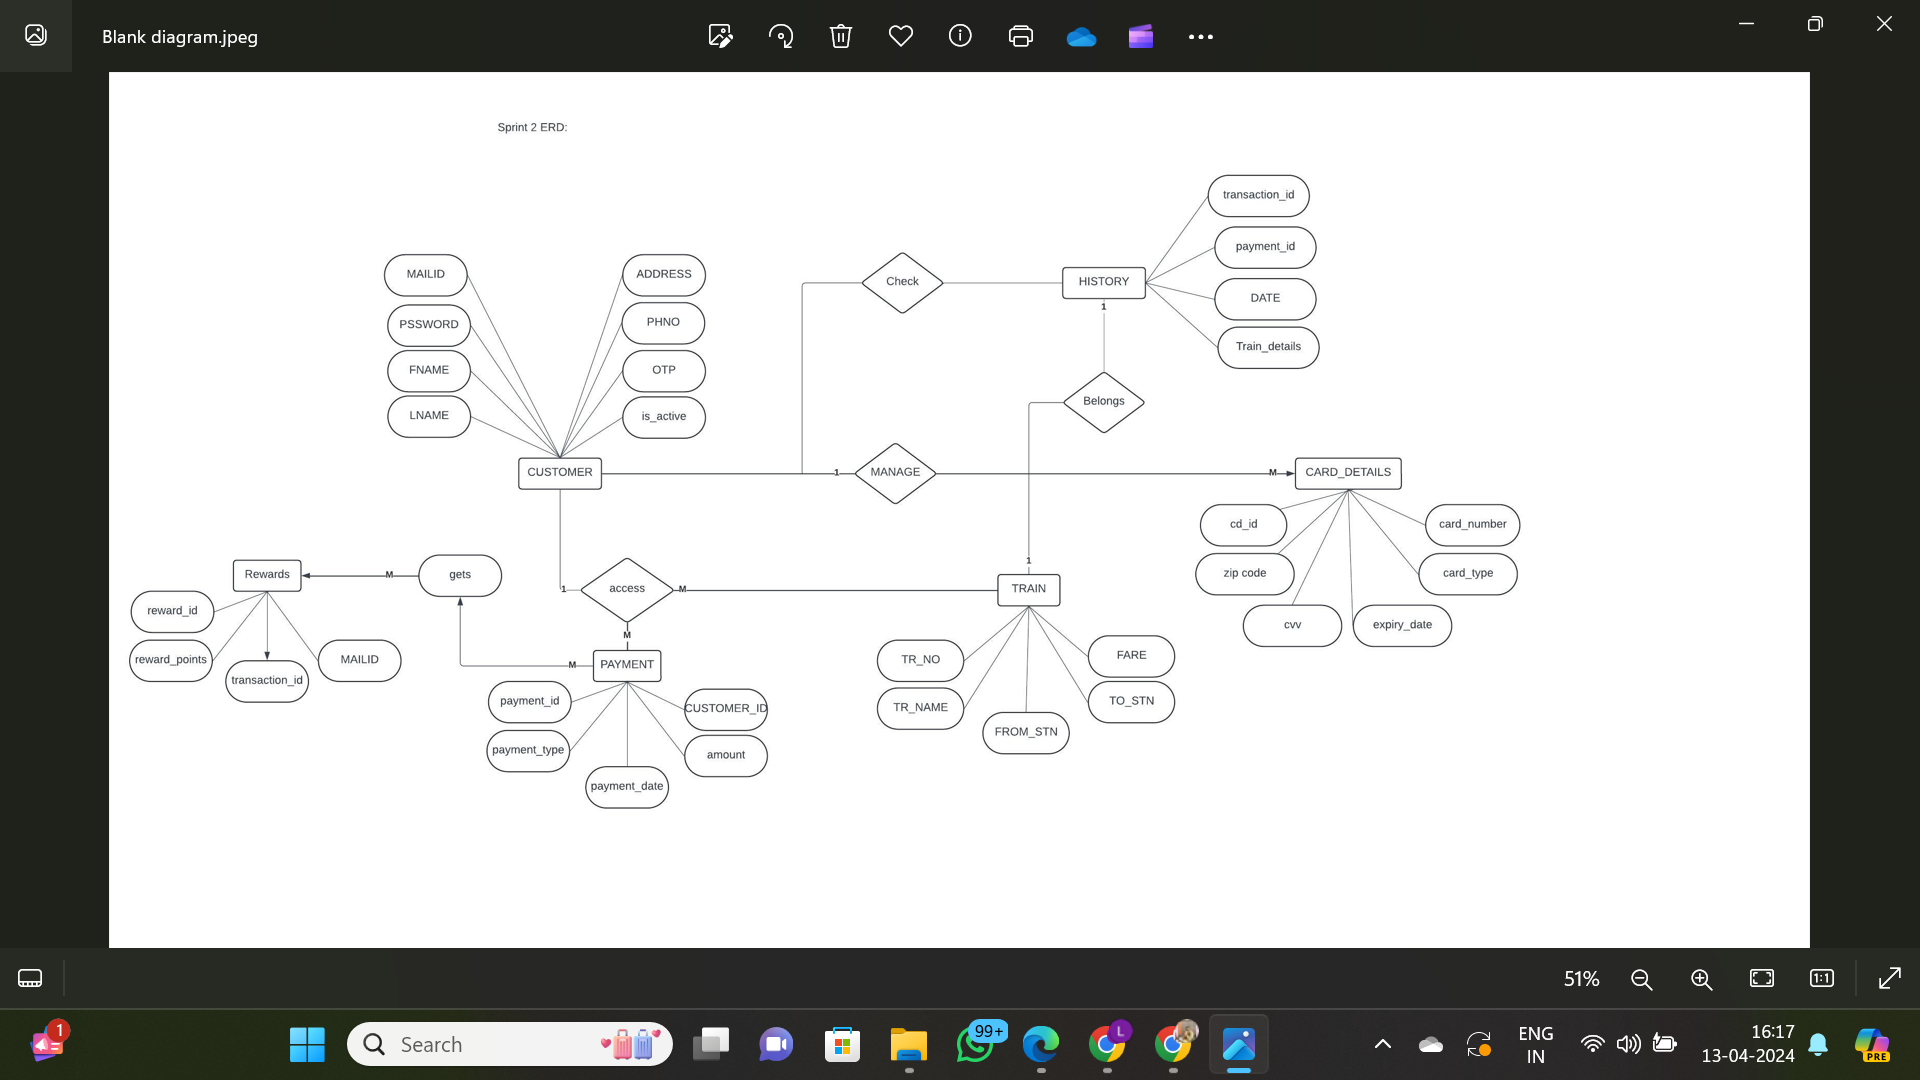 Blank diagram.jpeg
Sprint 2 ERD:
transaction_id
payment_id
DATE
Train_details
MAILID
ADDRESS
PSSWORD
PHNO
FNAME
OTP
LNAME
is_active
Check
HISTORY
1
Belongs
CUSTOMER
1
MANAGE
M
CARD_DETAILS
cd_id
card_number
zip code
card_type
cvv
expiry_date
Rewards
M
gets
1
access
M
1
TRAIN
reward_id
reward_points
transaction_id
MAILID
M
M
PAYMENT
payment_id
CUSTOMER_ID
payment_type
amount
payment_date
TR_NO
FARE
TR_NAME
TO_STN
FROM_STN
51%
1:1
1
Search
99+
L
ENG
IN
16:17
13-04-2024
PRE